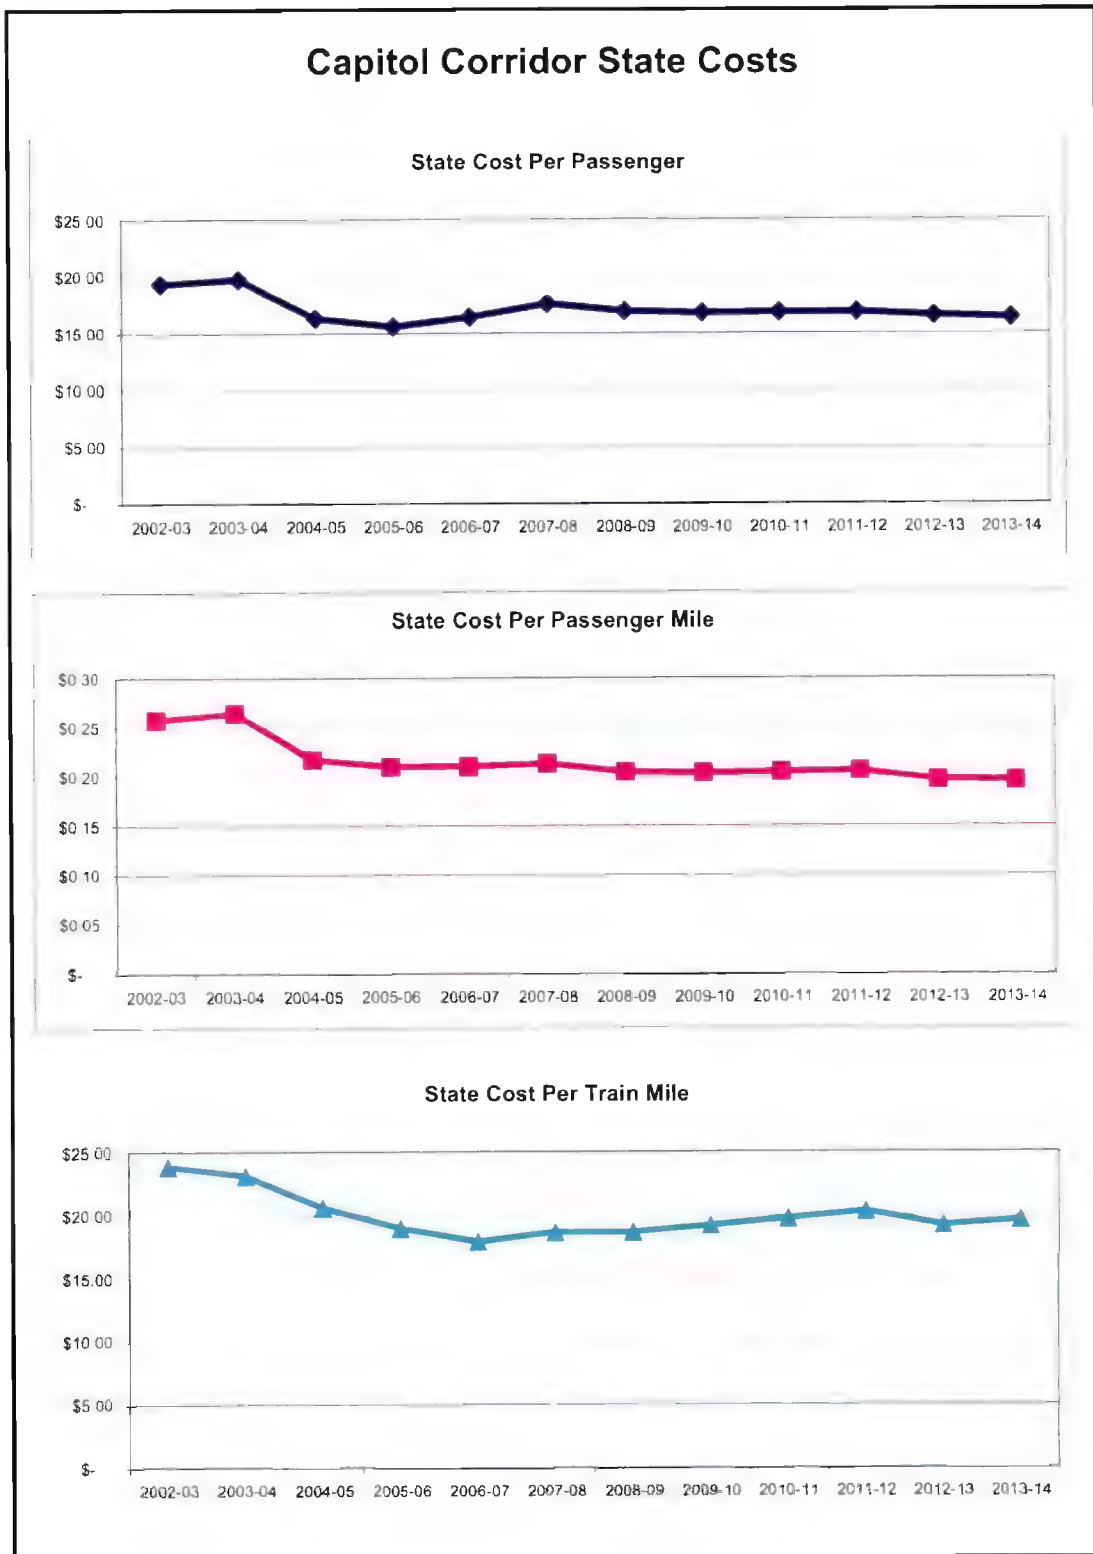 Capitol Corridor State Costs
State Cost Per Passenger
$25 00
$20 00
$15 00
$10 00
$5 00
$-
2002-03 2003-04 2004-05 2005-06 2006-07 2007-08 2008-09 2009-10 2010-11 2011-12 2012-13 2013-14
State Cost Per Passenger Mile
$0 30
$0 25
$0 20
$0 15
$0 10
$0 05
$-
2002-03 2003-04 2004-05 2005-06 2006-07 2007-08 2008-09 2009-10 2010-11 2011-12 2012-13 2013-14
State Cost Per Train Mile
$25 00
$20 00
$15.00
$10 00
$5 00
$-
2002-03 2003-04 2004-05 2005-06 2006-07 2007-08 2008-09 2009-10 2010-11 2011-12 2012-13 2013-14